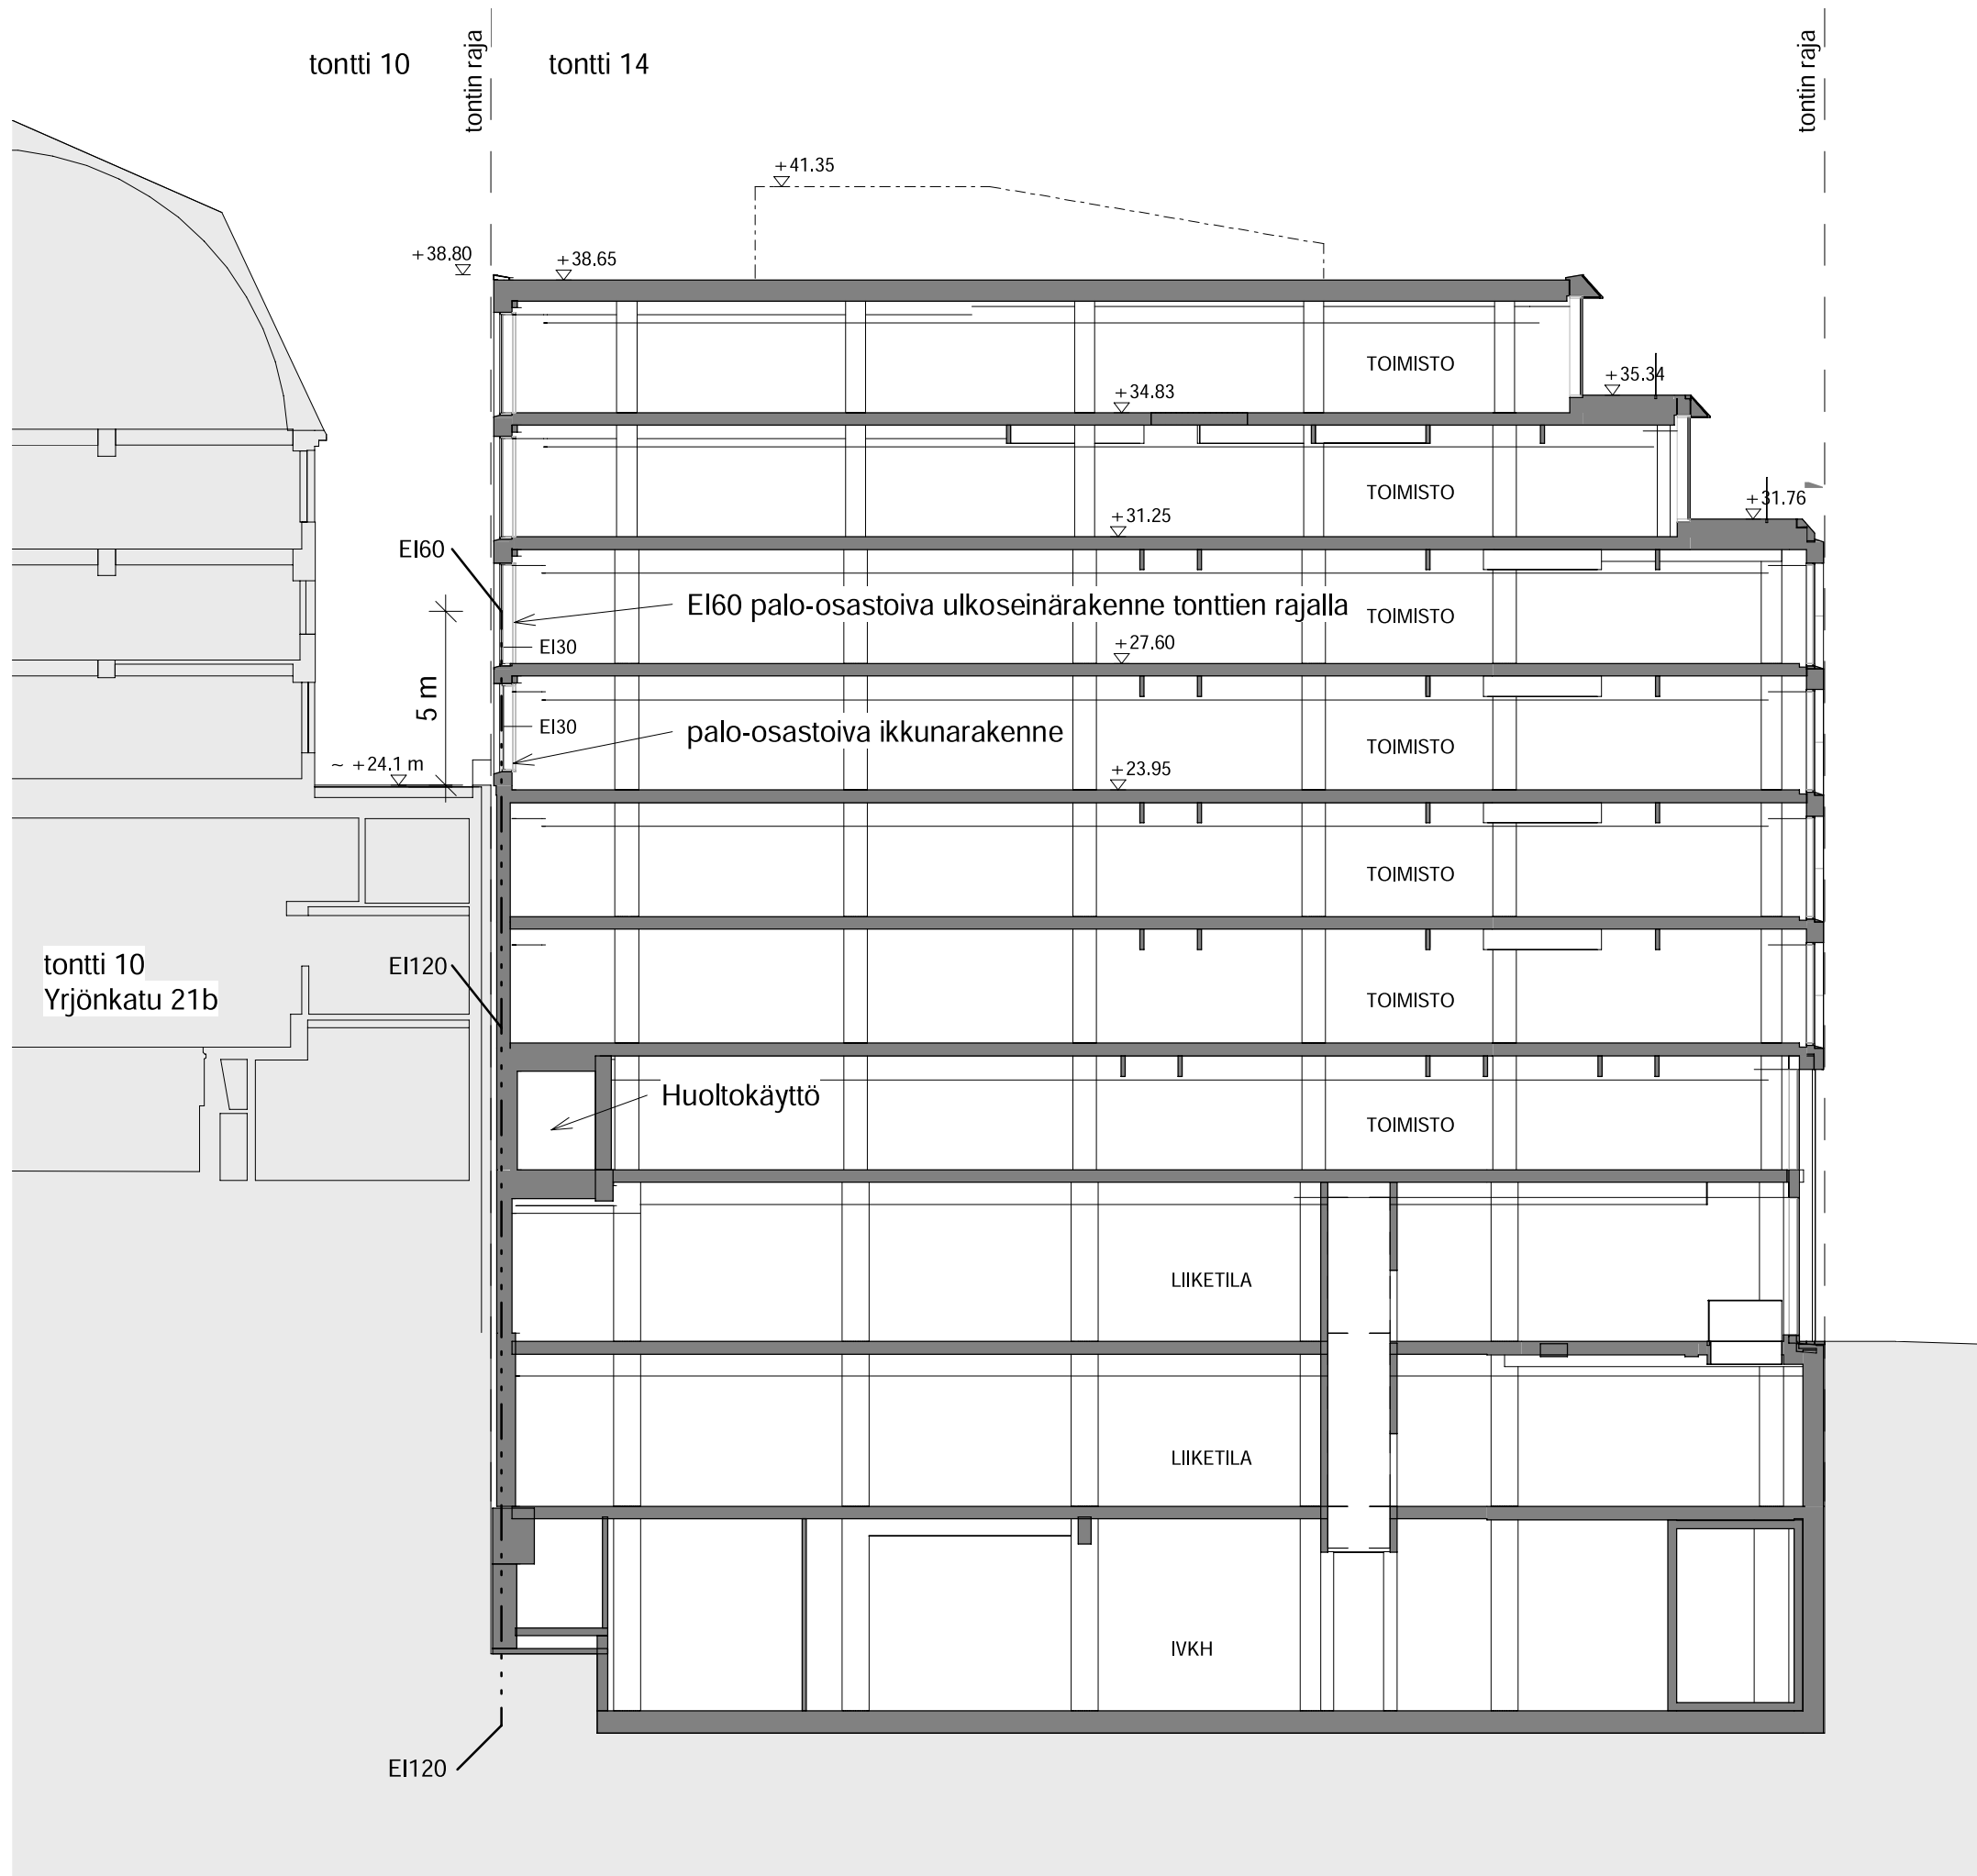 tontti 10
tontin raja
tontti 14
tontin raja
+41.35
+38.80
+38.65
TOIMISTO
+35.34
+34.83
TOIMISTO
+31.76
+31.25
EI60
EI60 palo-osastoiva ulkoseinärakenne tonttien rajalla
TOIMISTO
EI30
+27.60
5 m
EI30
palo-osastoiva ikkunarakenne
TOIMISTO
~ +24.1 m
+23.95
TOIMISTO
tontti 10
Yrjönkatu 21b
EI120
TOIMISTO
Huoltokäyttö
TOIMISTO
LIIKETILA
LIIKETILA
IVKH
EI120